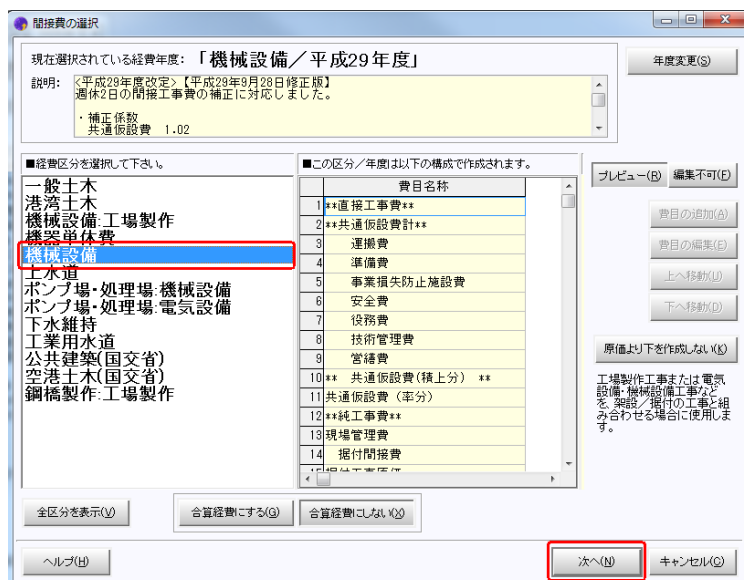 間接費の選択
現在選択されている経費年度: 「機械設備／平成29年度」
年度変更(S)
説明:
<平成29年度改定>【平成29年9月28日修正版】
週休2日の間接工事費の補正に対応しました。
・補正係数
共通仮設費 1.02
■経費区分を選択して下さい。
一般土木
港湾土木
機械設備:工場製作
機器単体費
機械設備
上水道
ポンプ場・処理場:機械設備
ポンプ場・処理場:電気設備
下水維持
工業用水道
公共建築(国交省)
空港土木(国交省)
鋼橋製作:工場製作
■この区分／年度は以下の構成で作成されます。
費目名称
1 **直接工事費**
2 **共通仮設費計**
3 運搬費
4 準備費
5 事業損失防止施設費
6 安全費
7 役務費
8 技術管理費
9 営繕費
10 ** 共通仮設費(積上分) **
11 共通仮設費（率分）
12 **純工事費**
13 現場管理費
14 据付間接費
15 据付工事原価
プレビュー(R) 編集不可(F)
費目の追加(A)
費目の編集(E)
上へ移動(U)
下へ移動(D)
原価より下を作成しない(K)
工場製作工事または電気
設備・機械設備工事など
を、架設／据付の工事と組
み合わせる場合に使用しま
す。
全区分を表示(V) 合算経費にする(G) 合算経費にしない(X)
ヘルプ(H) 次へ(N) キャンセル(C)